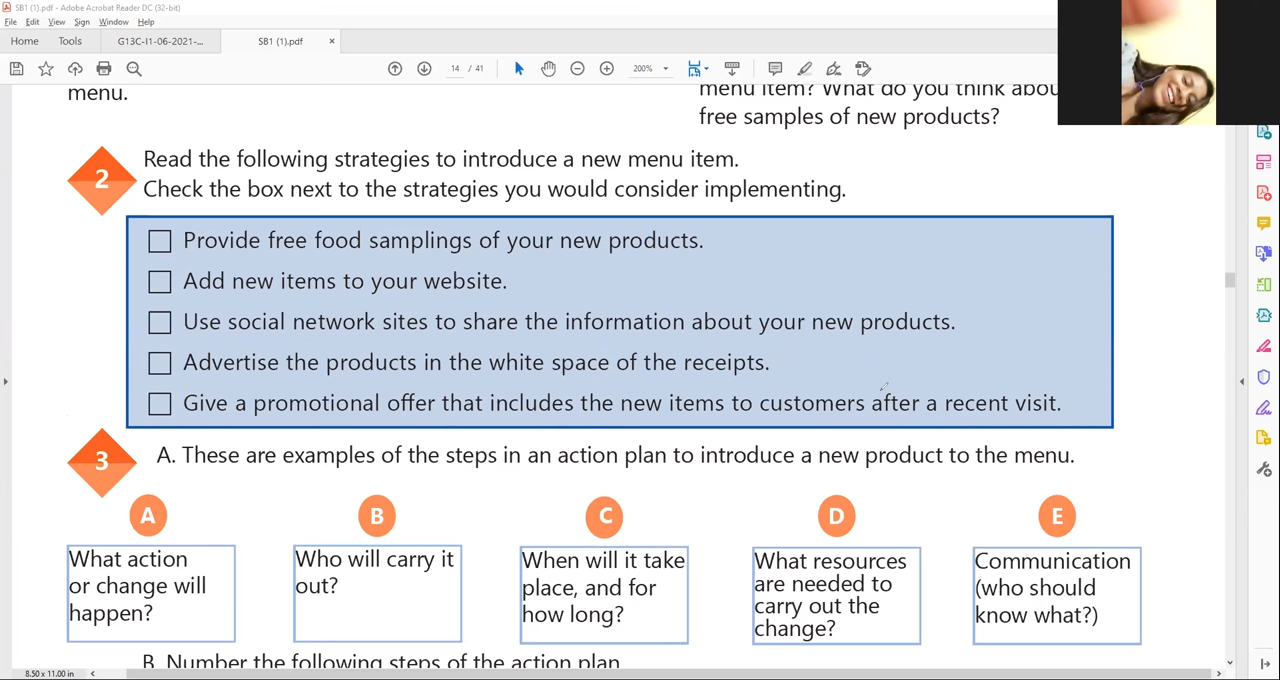 SB1 (1).pdf - Adobe Acrobat Reader DC (32-bit)
File Edit View Sign Window Help
Home Tools G13C-I1-06-2021-... SB1 (1).pdf ×
14 / 41 200%
menu.
menu item? What do you think abou
free samples of new products?
2
Read the following strategies to introduce a new menu item.
Check the box next to the strategies you would consider implementing.
Provide free food samplings of your new products.
Add new items to your website.
Use social network sites to share the information about your new products.
Advertise the products in the white space of the receipts.
Give a promotional offer that includes the new items to customers after a recent visit.
3
A. These are examples of the steps in an action plan to introduce a new product to the menu.
A
What action
or change will
happen?
B
Who will carry it
out?
C
When will it take
place, and for
how long?
D
What resources
are needed to
carry out the
change?
E
Communication
(who should
know what?)
B. Number the following steps of the action plan
8.50 x 11.00 in